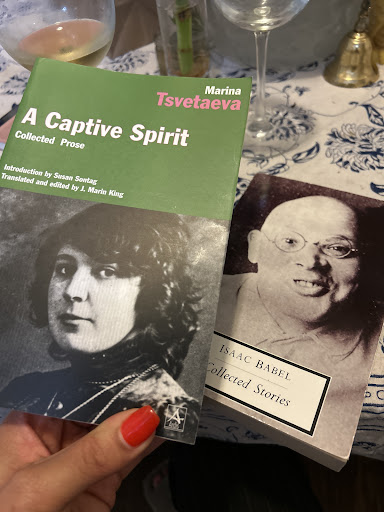 Marina
Tsvetaeva
A Captive Spirit
Collected Prose
Introduction by Susan Sontag
Translated and edited by J. Marin King
ISAAC BABEL
Collected Stories